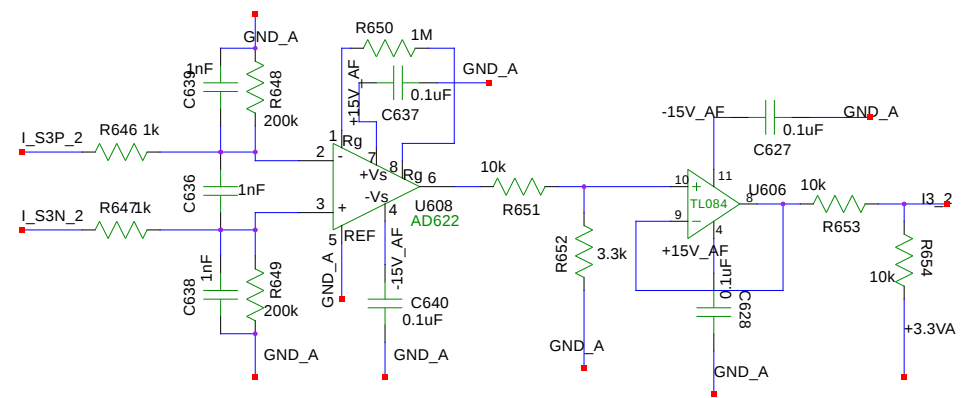 GND_A
1nF
C639
R648
200k
R650
1M
+15V_AF
C637
0.1uF
GND_A
I_S3P_2
R646 1k
1
Rg
2
-
7
+Vs
8
Rg
6
-Vs
4
3
+
5
REF
U608
AD622
C636
1nF
I_S3N_2
R647
1k
1nF
C638
R649
200k
GND_A
GND_A
-15V_AF
C640
0.1uF
GND_A
10k
R651
R652
3.3k
GND_A
-15V_AF
C627
0.1uF
GND_A
10
+
11
U606
TL084
8
9
-
4
+15V_AF
0.1uF
C628
GND_A
10k
R653
I3_2
R654
10k
+3.3VA